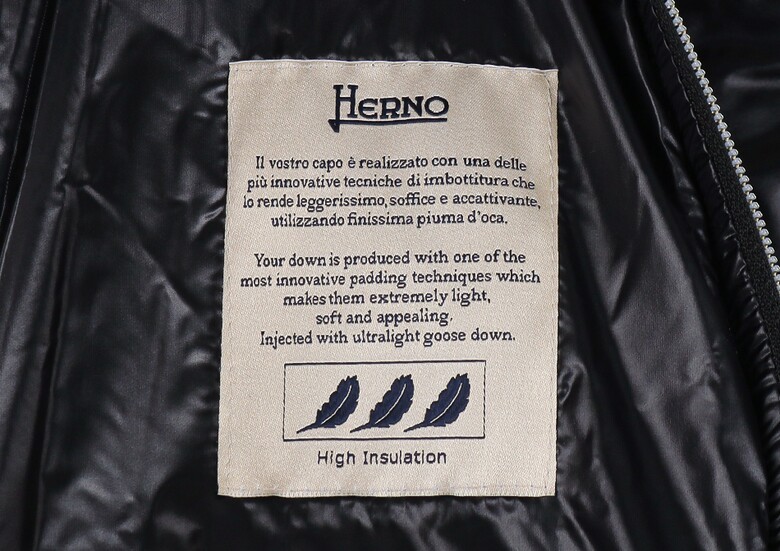 HERNO
Il vostro capo è realizzato con una delle
più innovative tecniche di imbottitura che
lo rende leggerissimo, soffice e accattivante,
utilizzando finissima piuma d'oca.
Your down is produced with one of the
most innovative padding techniques which
makes them extremely light,
soft and appealing.
Injected with ultralight goose down.
High Insulation